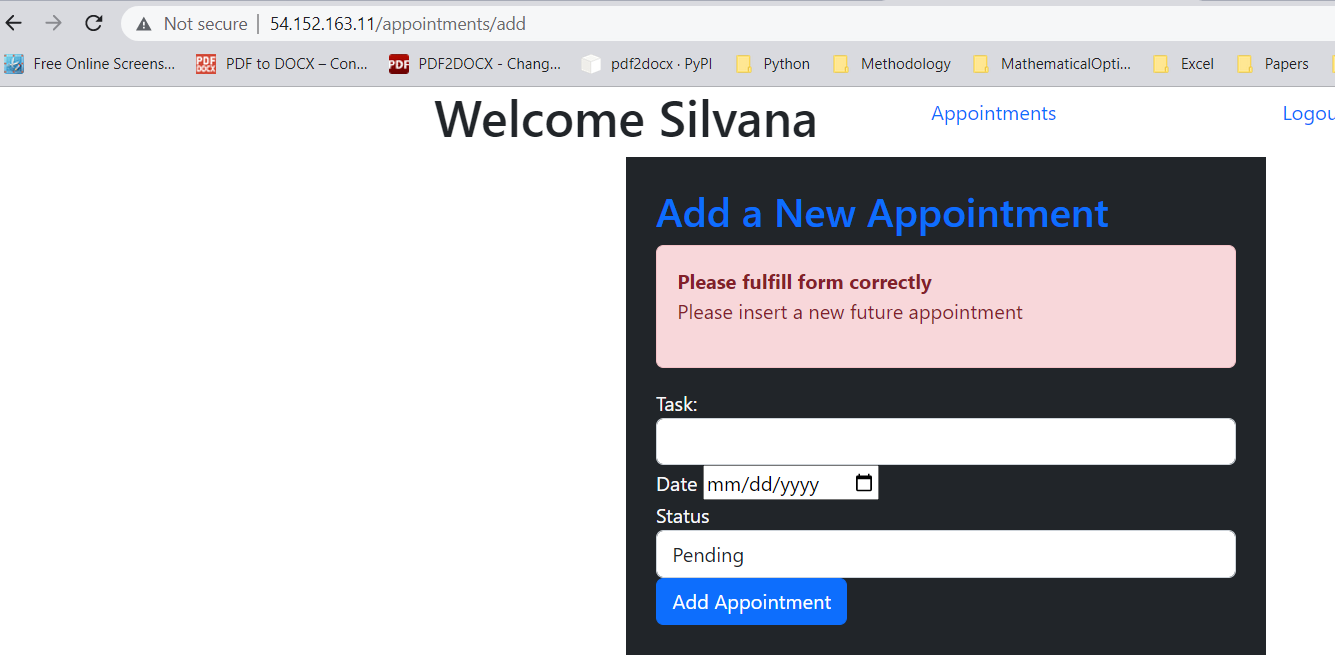 Not secure | 54.152.163.11/appointments/add
Free Online Screens... PDF to DOCX – Con... PDF2DOCX - Chang... pdf2docx · PyPI Python Methodology MathematicalOpti... Excel Papers
Welcome Silvana Appointments Logou
Add a New Appointment
Please fulfill form correctly
Please insert a new future appointment
Task:
Date mm/dd/yyyy
Status
Pending
Add Appointment